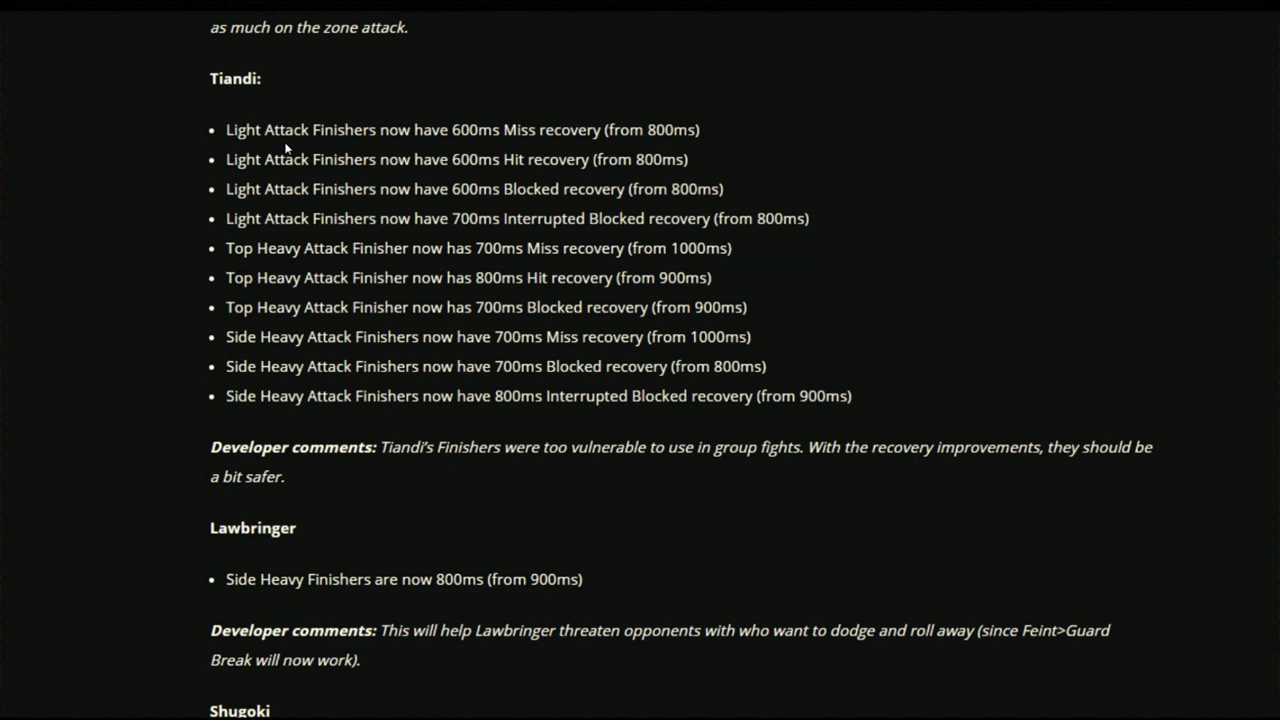 as much on the zone attack.
Tiandi:
Light Attack Finishers now have 600ms Miss recovery (from 800ms)
Light Attack Finishers now have 600ms Hit recovery (from 800ms)
Light Attack Finishers now have 600ms Blocked recovery (from 800ms)
Light Attack Finishers now have 700ms Interrupted Blocked recovery (from 800ms)
Top Heavy Attack Finisher now has 700ms Miss recovery (from 1000ms)
Top Heavy Attack Finisher now has 800ms Hit recovery (from 900ms)
Top Heavy Attack Finisher now has 700ms Blocked recovery (from 900ms)
Side Heavy Attack Finishers now have 700ms Miss recovery (from 1000ms)
Side Heavy Attack Finishers now have 700ms Blocked recovery (from 800ms)
Side Heavy Attack Finishers now have 800ms Interrupted Blocked recovery (from 900ms)
Developer comments: Tiandi's Finishers were too vulnerable to use in group fights. With the recovery improvements, they should be
a bit safer.
Lawbringer
Side Heavy Finishers are now 800ms (from 900ms)
Developer comments: This will help Lawbringer threaten opponents with who want to dodge and roll away (since Feint>Guard
Break will now work).
Shugoki